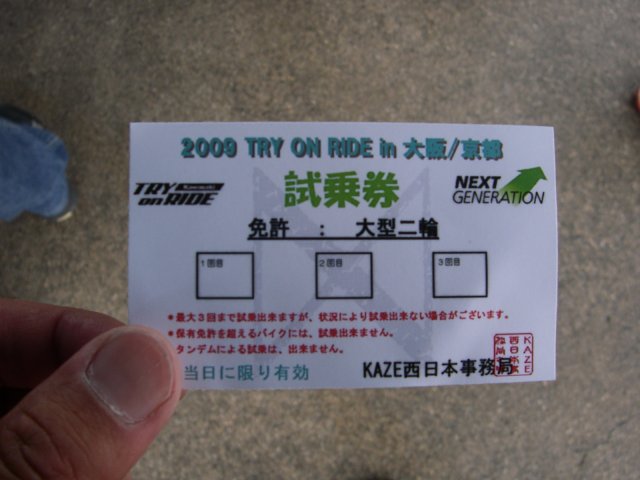 2009 TRY ON RIDE in 大阪/京都
TRY Kawasaki
on RIDE
試乗券
NEXT
GENERATION
免許 : 大型二輪
1回目
2回目
3回目
*最大3回まで試乗出来ますが、状況により試乗出来ない場合がございます。
*保有免許を超えるバイクには、試乗出来ません。
タンデムによる試乗は、出来ません。
当日に限り有効
KAZE西日本事務局
KAZE
西日本